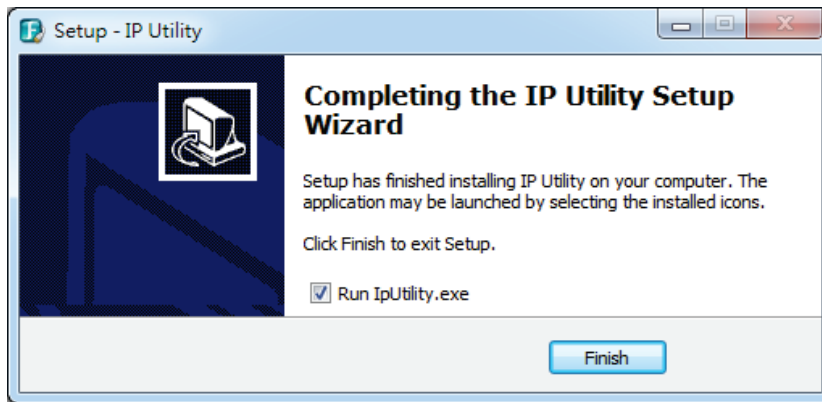 Setup - IP Utility
Completing the IP Utility Setup
Wizard
Setup has finished installing IP Utility on your computer. The
application may be launched by selecting the installed icons.
Click Finish to exit Setup.
Run IpUtility.exe
Finish